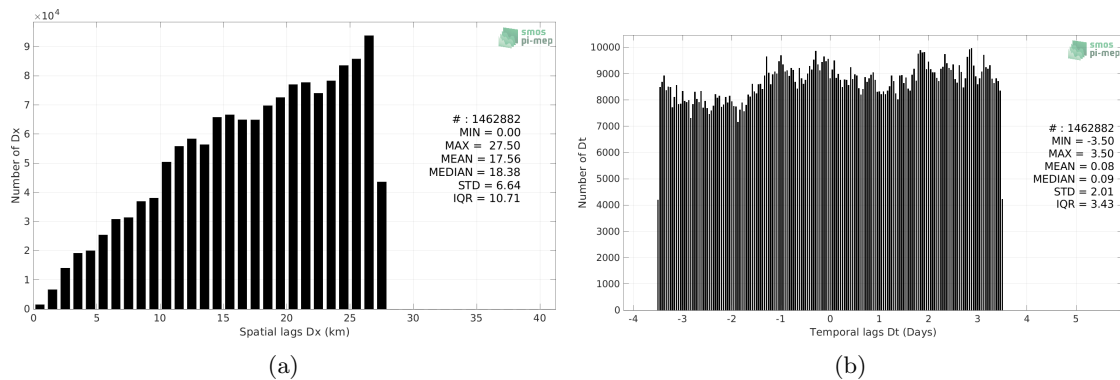 ×10⁴
9
8
7
6
5
4
3
2
1
0
Number of Dx
smos
pi-mep
# : 1462882
MIN = 0.00
MAX = 27.50
MEAN = 17.56
MEDIAN = 18.38
STD = 6.64
IQR = 10.71
0 5 10 15 20 25 30 35 40
Spatial lags Dx (km)
(a)
10000
9000
8000
7000
6000
5000
4000
3000
2000
1000
0
Number of Dt
smos
pi-mep
# : 1462882
MIN = -3.50
MAX = 3.50
MEAN = 0.08
MEDIAN = 0.09
STD = 2.01
IQR = 3.43
-4 -3 -2 -1 0 1 2 3 4 5
Temporal lags Dt (Days)
(b)